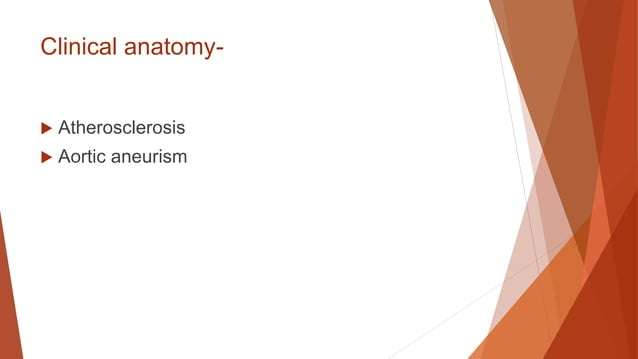 Clinical anatomy-
Atherosclerosis
Aortic aneurism